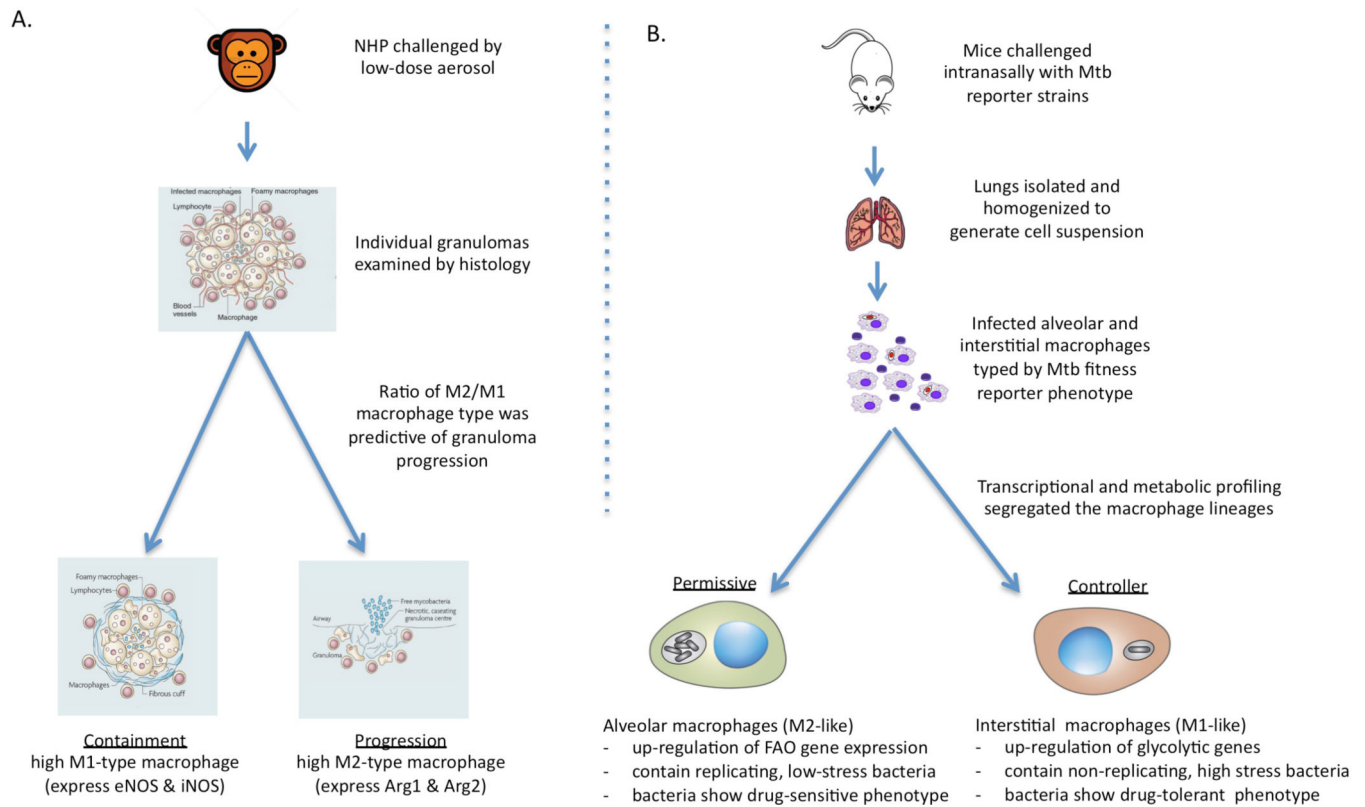 A.
NHP challenged by
low-dose aerosol
Infected macrophages
Foamy macrophages
Lymphocyte
Blood
vessels
Macrophage
Individual granulomas
examined by histology
Ratio of M2/M1
macrophage type was
predictive of granuloma
progression
Foamy macrophages
Lymphocytes
Macrophages
Fibrous cuff
Free mycobacteria
Necrotic, caseating
granuloma centre
Airway
Granuloma
Containment
high M1-type macrophage
(express eNOS & iNOS)
Progression
high M2-type macrophage
(express Arg1 & Arg2)
B.
Mice challenged
intranasally with Mtb
reporter strains
Lungs isolated and
homogenized to
generate cell suspension
Infected alveolar and
interstitial macrophages
typed by Mtb fitness
reporter phenotype
Transcriptional and metabolic profiling
segregated the macrophage lineages
Permissive
Alveolar macrophages (M2-like)
- up-regulation of FAO gene expression
- contain replicating, low-stress bacteria
- bacteria show drug-sensitive phenotype
Controller
Interstitial macrophages (M1-like)
- up-regulation of glycolytic genes
- contain non-replicating, high stress bacteria
- bacteria show drug-tolerant phenotype